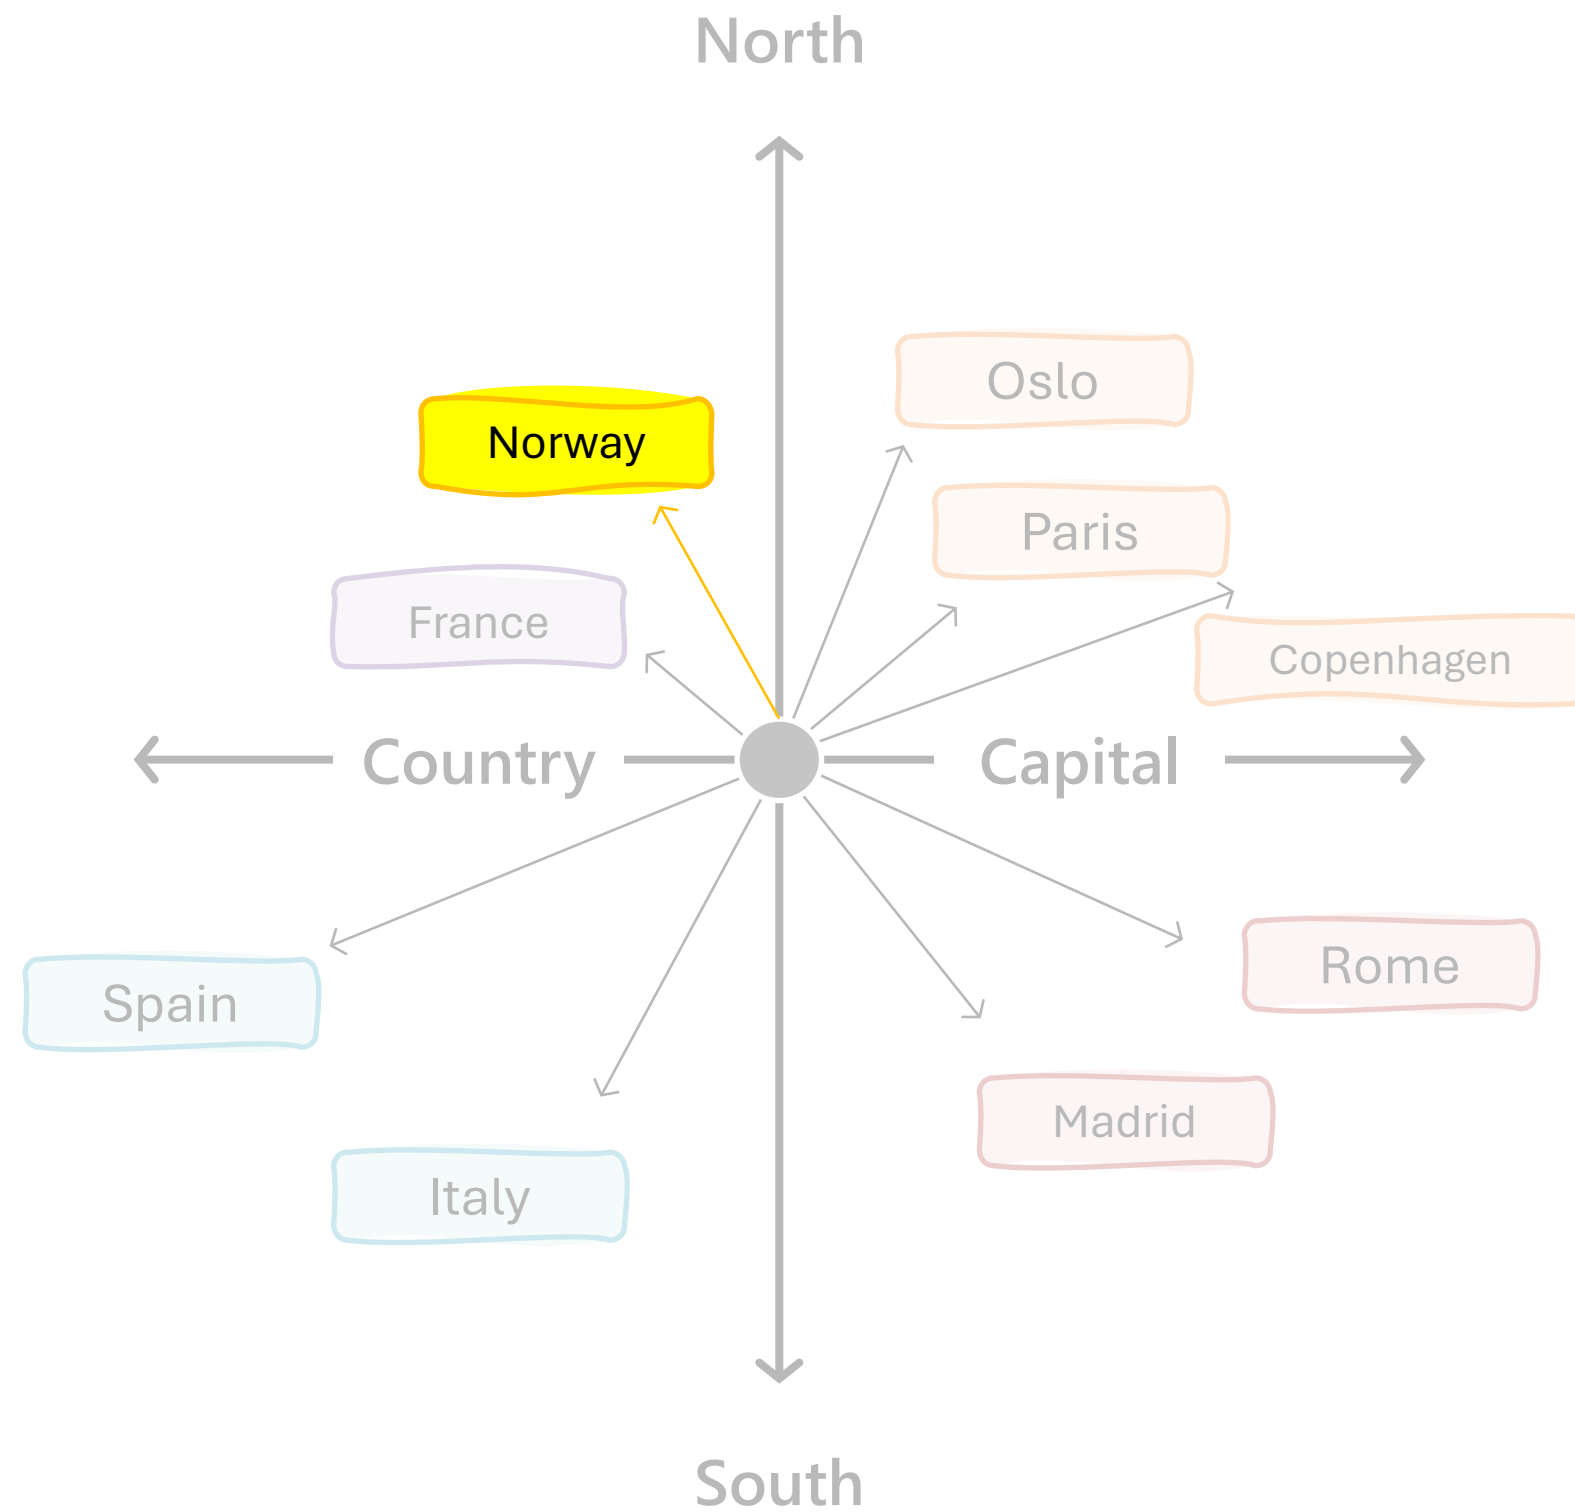 North
Oslo
Norway
Paris
France
Copenhagen
Country
Capital
Rome
Spain
Madrid
Italy
South